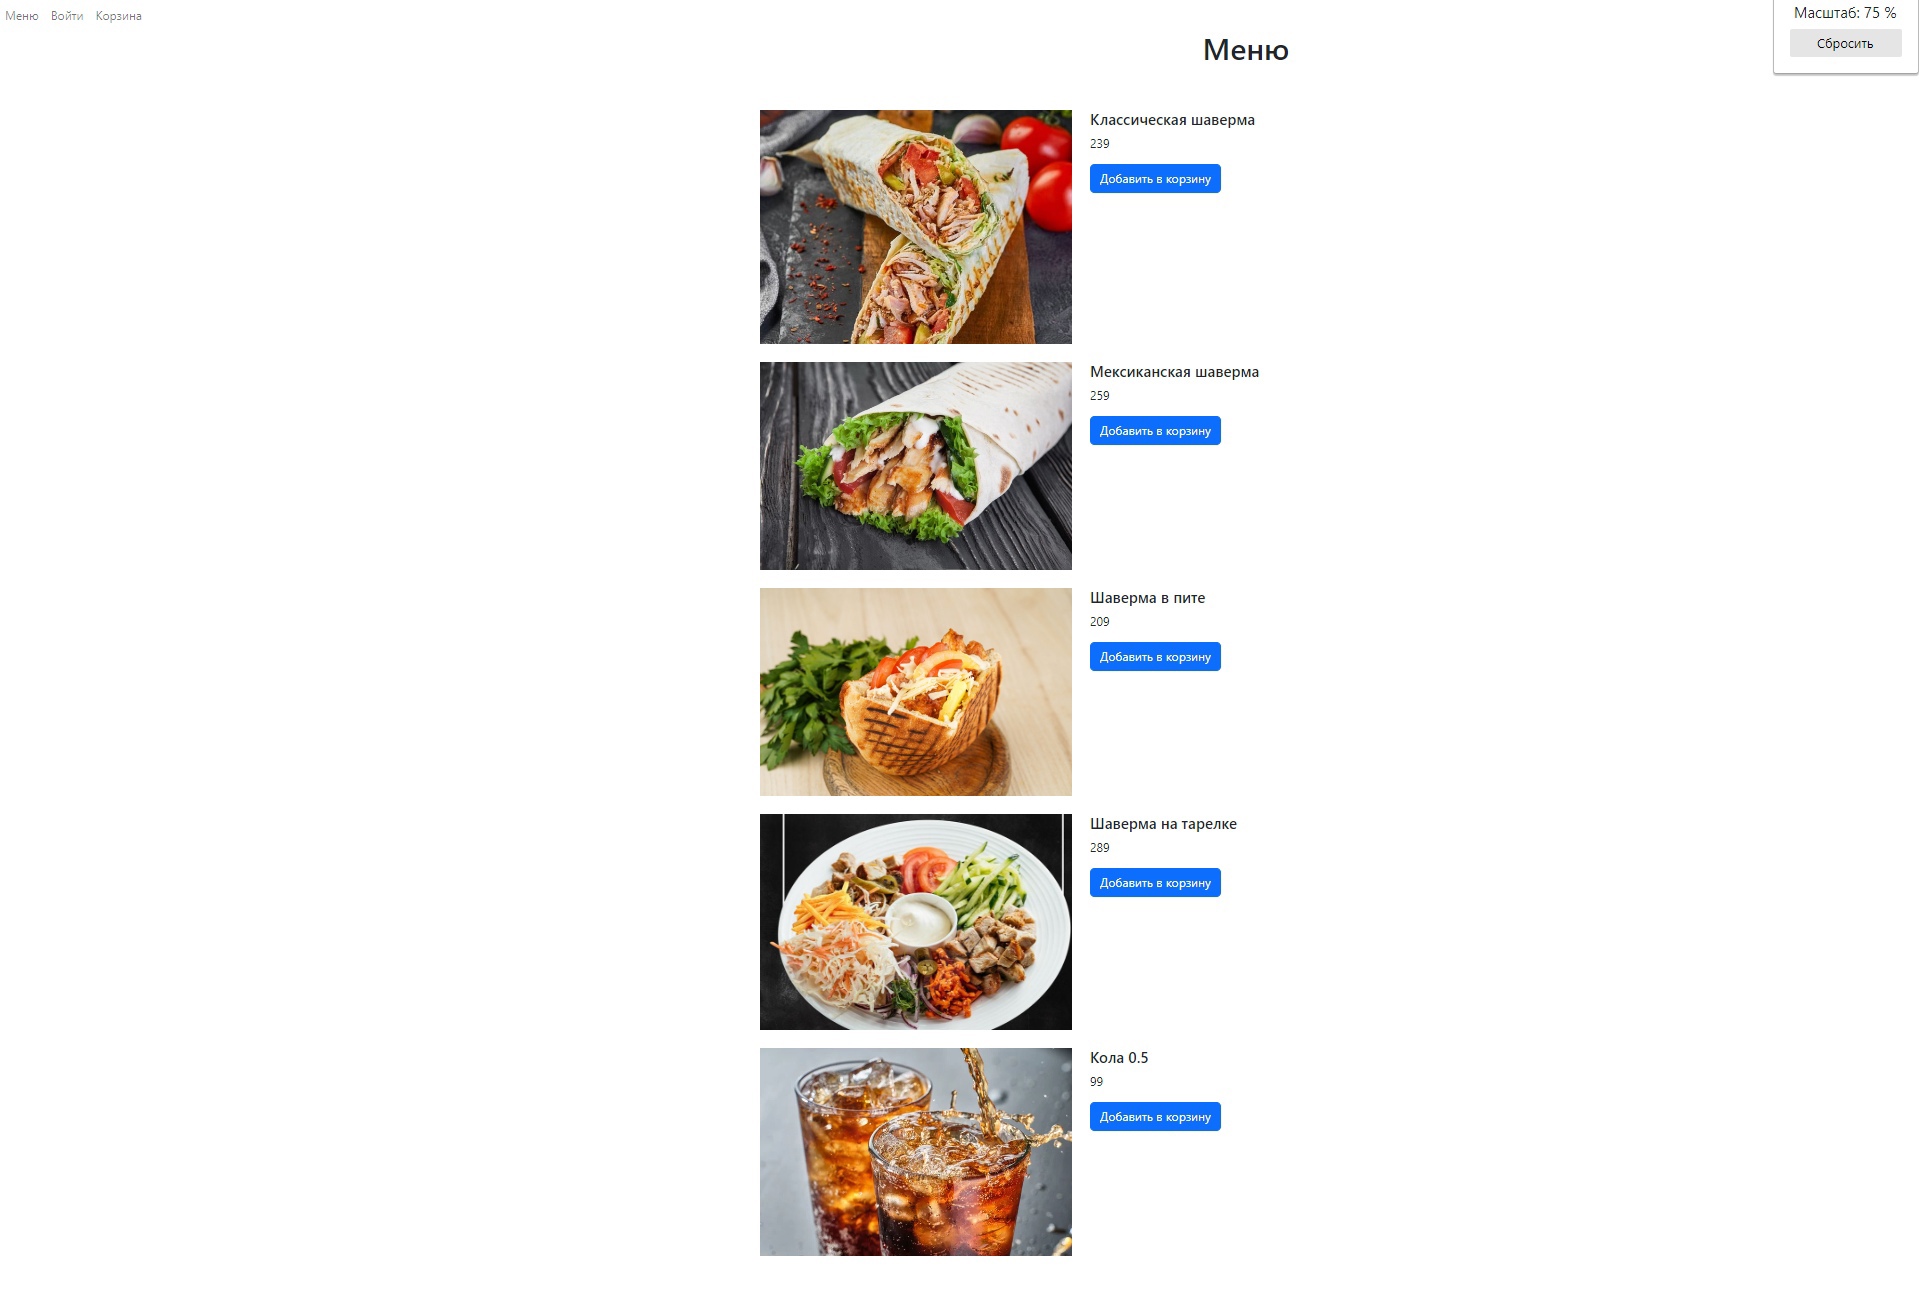 Меню Войти Корзина
Масштаб: 75 %
Сбросить
Меню
Классическая шаверма
239
Добавить в корзину
Мексиканская шаверма
259
Добавить в корзину
Шаверма в пите
209
Добавить в корзину
Шаверма на тарелке
289
Добавить в корзину
Кола 0.5
99
Добавить в корзину